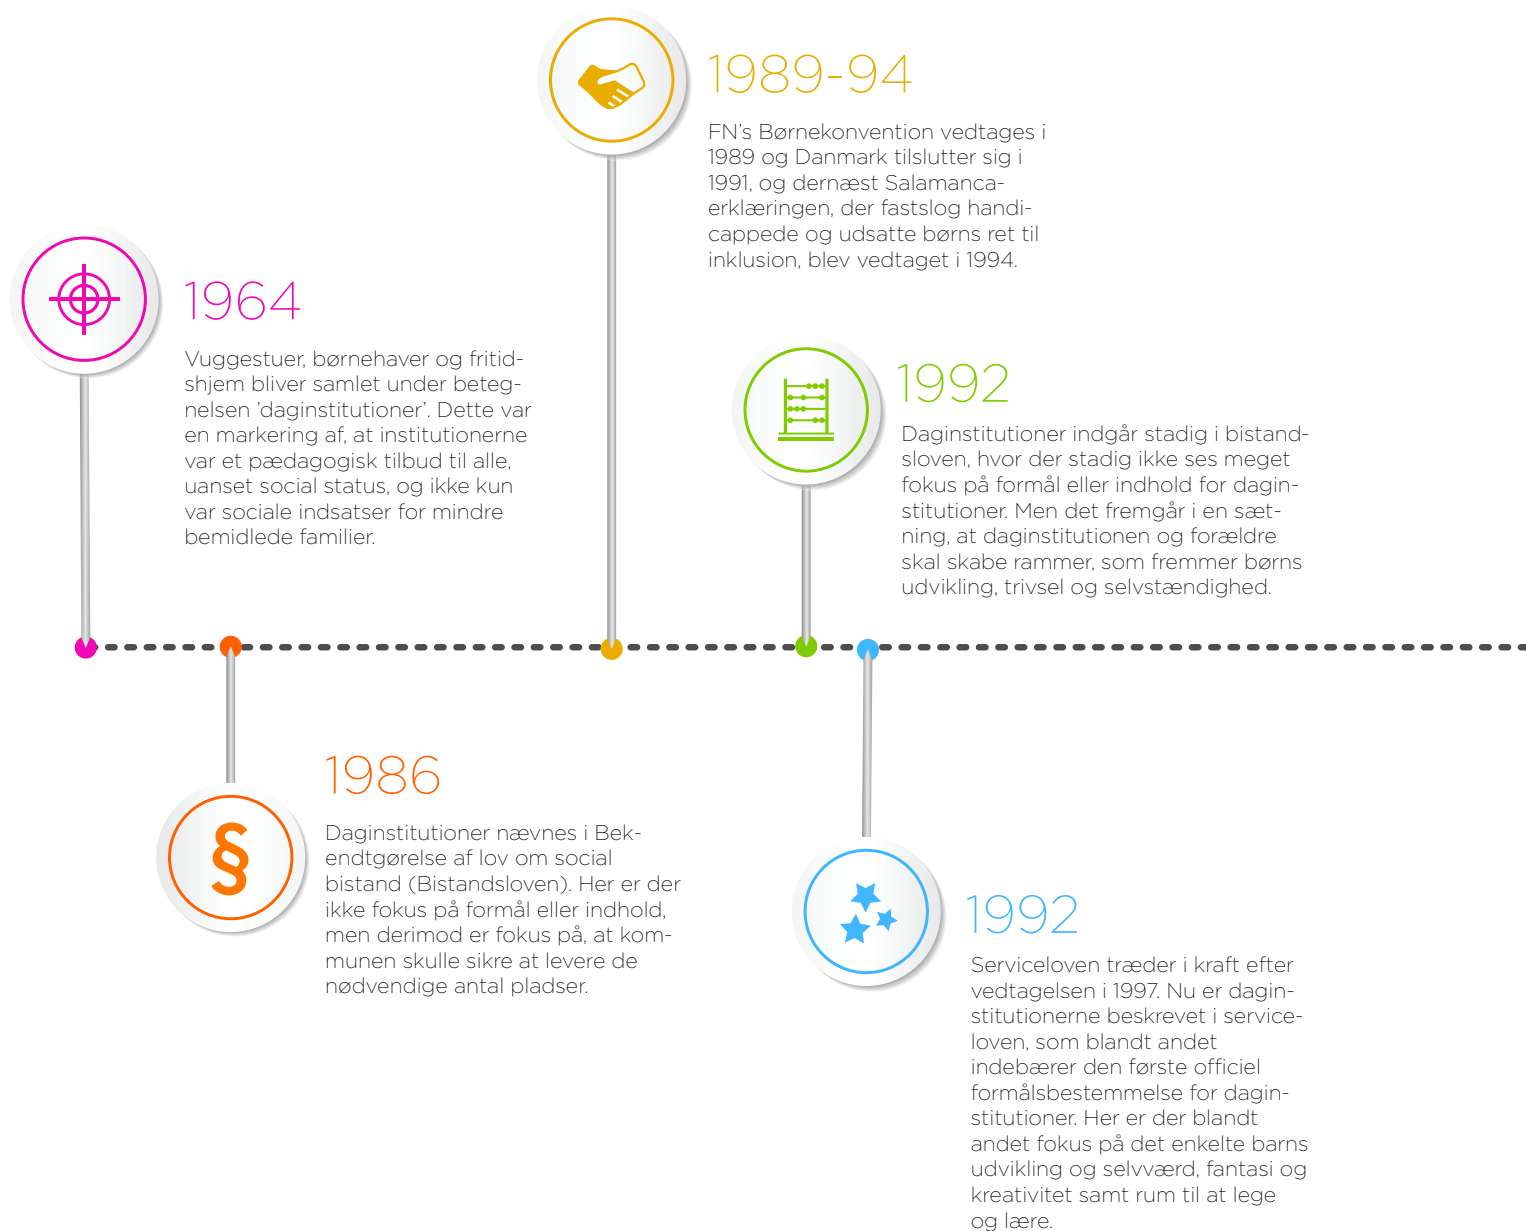 1989-94
FN's Børnekonvention vedtages i
1989 og Danmark tilslutter sig i
1991, og dernæst Salamanca-
erklæringen, der fastslog handi-
cappede og udsatte børns ret til
inklusion, blev vedtaget i 1994.
1964
Vuggestuer, børnehaver og fritid-
shjem bliver samlet under beteg-
nelsen 'daginstitutioner'. Dette var
en markering af, at institutionerne
var et pædagogisk tilbud til alle,
uanset social status, og ikke kun
var sociale indsatser for mindre
bemidlede familier.
1992
Daginstitutioner indgår stadig i bistand-
sloven, hvor der stadig ikke ses meget
fokus på formål eller indhold for dagin-
stitutioner. Men det fremgår i en sæt-
ning, at daginstitutionen og forældre
skal skabe rammer, som fremmer børns
udvikling, trivsel og selvstændighed.
1986
§
Daginstitutioner nævnes i Bek-
endtgørelse af lov om social
bistand (Bistandsloven). Her er der
ikke fokus på formål eller indhold,
men derimod er fokus på, at kom-
munen skulle sikre at levere de
nødvendige antal pladser.
1992
Serviceloven træder i kraft efter
vedtagelsen i 1997. Nu er dagin-
stitutionerne beskrevet i service-
loven, som blandt andet
indebærer den første officiel
formålsbestemmelse for dagin-
stitutioner. Her er der blandt
andet fokus på det enkelte barns
udvikling og selvværd, fantasi og
kreativitet samt rum til at lege
og lære.